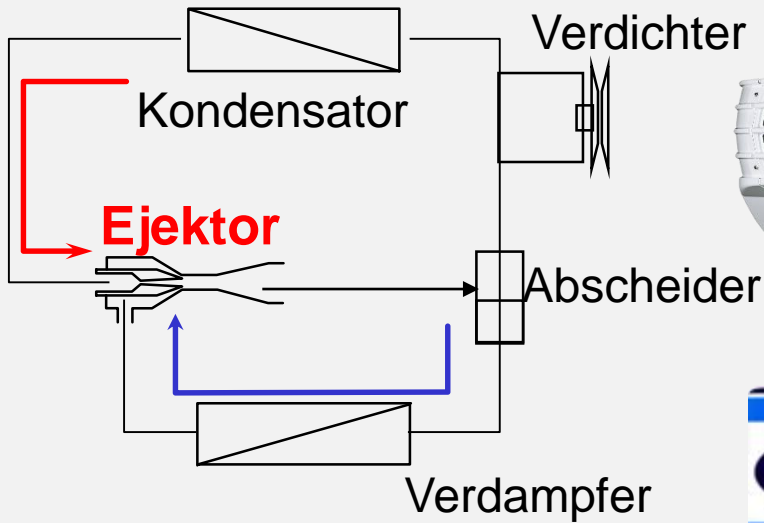 Verdichter
Kondensator
Ejektor
Abscheider
Verdampfer